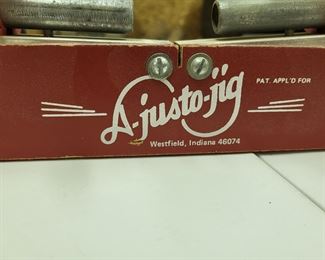 A-justo-jig
PAT. APPL'D FOR
Westfield, Indiana 46074